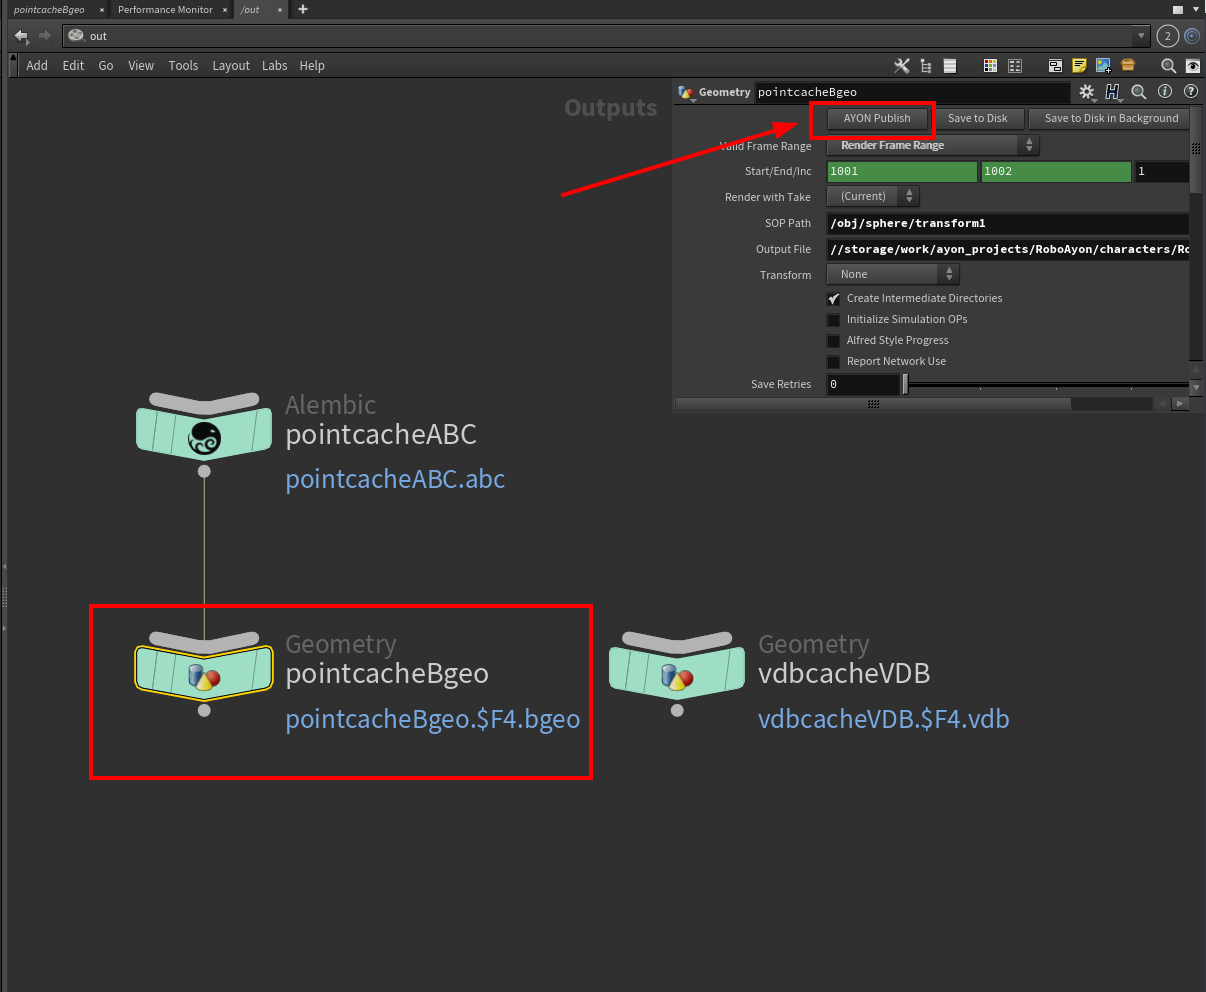 pointcacheBgeo × Performance Monitor × /out × +
out
2
Add Edit Go View Tools Layout Labs Help
Outputs
Geometry pointcacheBgeo
AYON Publish Save to Disk Save to Disk in Background
Valid Frame Range Render Frame Range
Start/End/Inc 1001 1002 1
Render with Take (Current)
SOP Path /obj/sphere/transform1
Output File //storage/work/ayon_projects/RoboAyon/characters/Ro
Transform None
Create Intermediate Directories
Initialize Simulation OPs
Alfred Style Progress
Report Network Use
Save Retries 0
Alembic
pointcacheABC
pointcacheABC.abc
Geometry
pointcacheBgeo
pointcacheBgeo.$F4.bgeo
Geometry
vdbcacheVDB
vdbcacheVDB.$F4.vdb